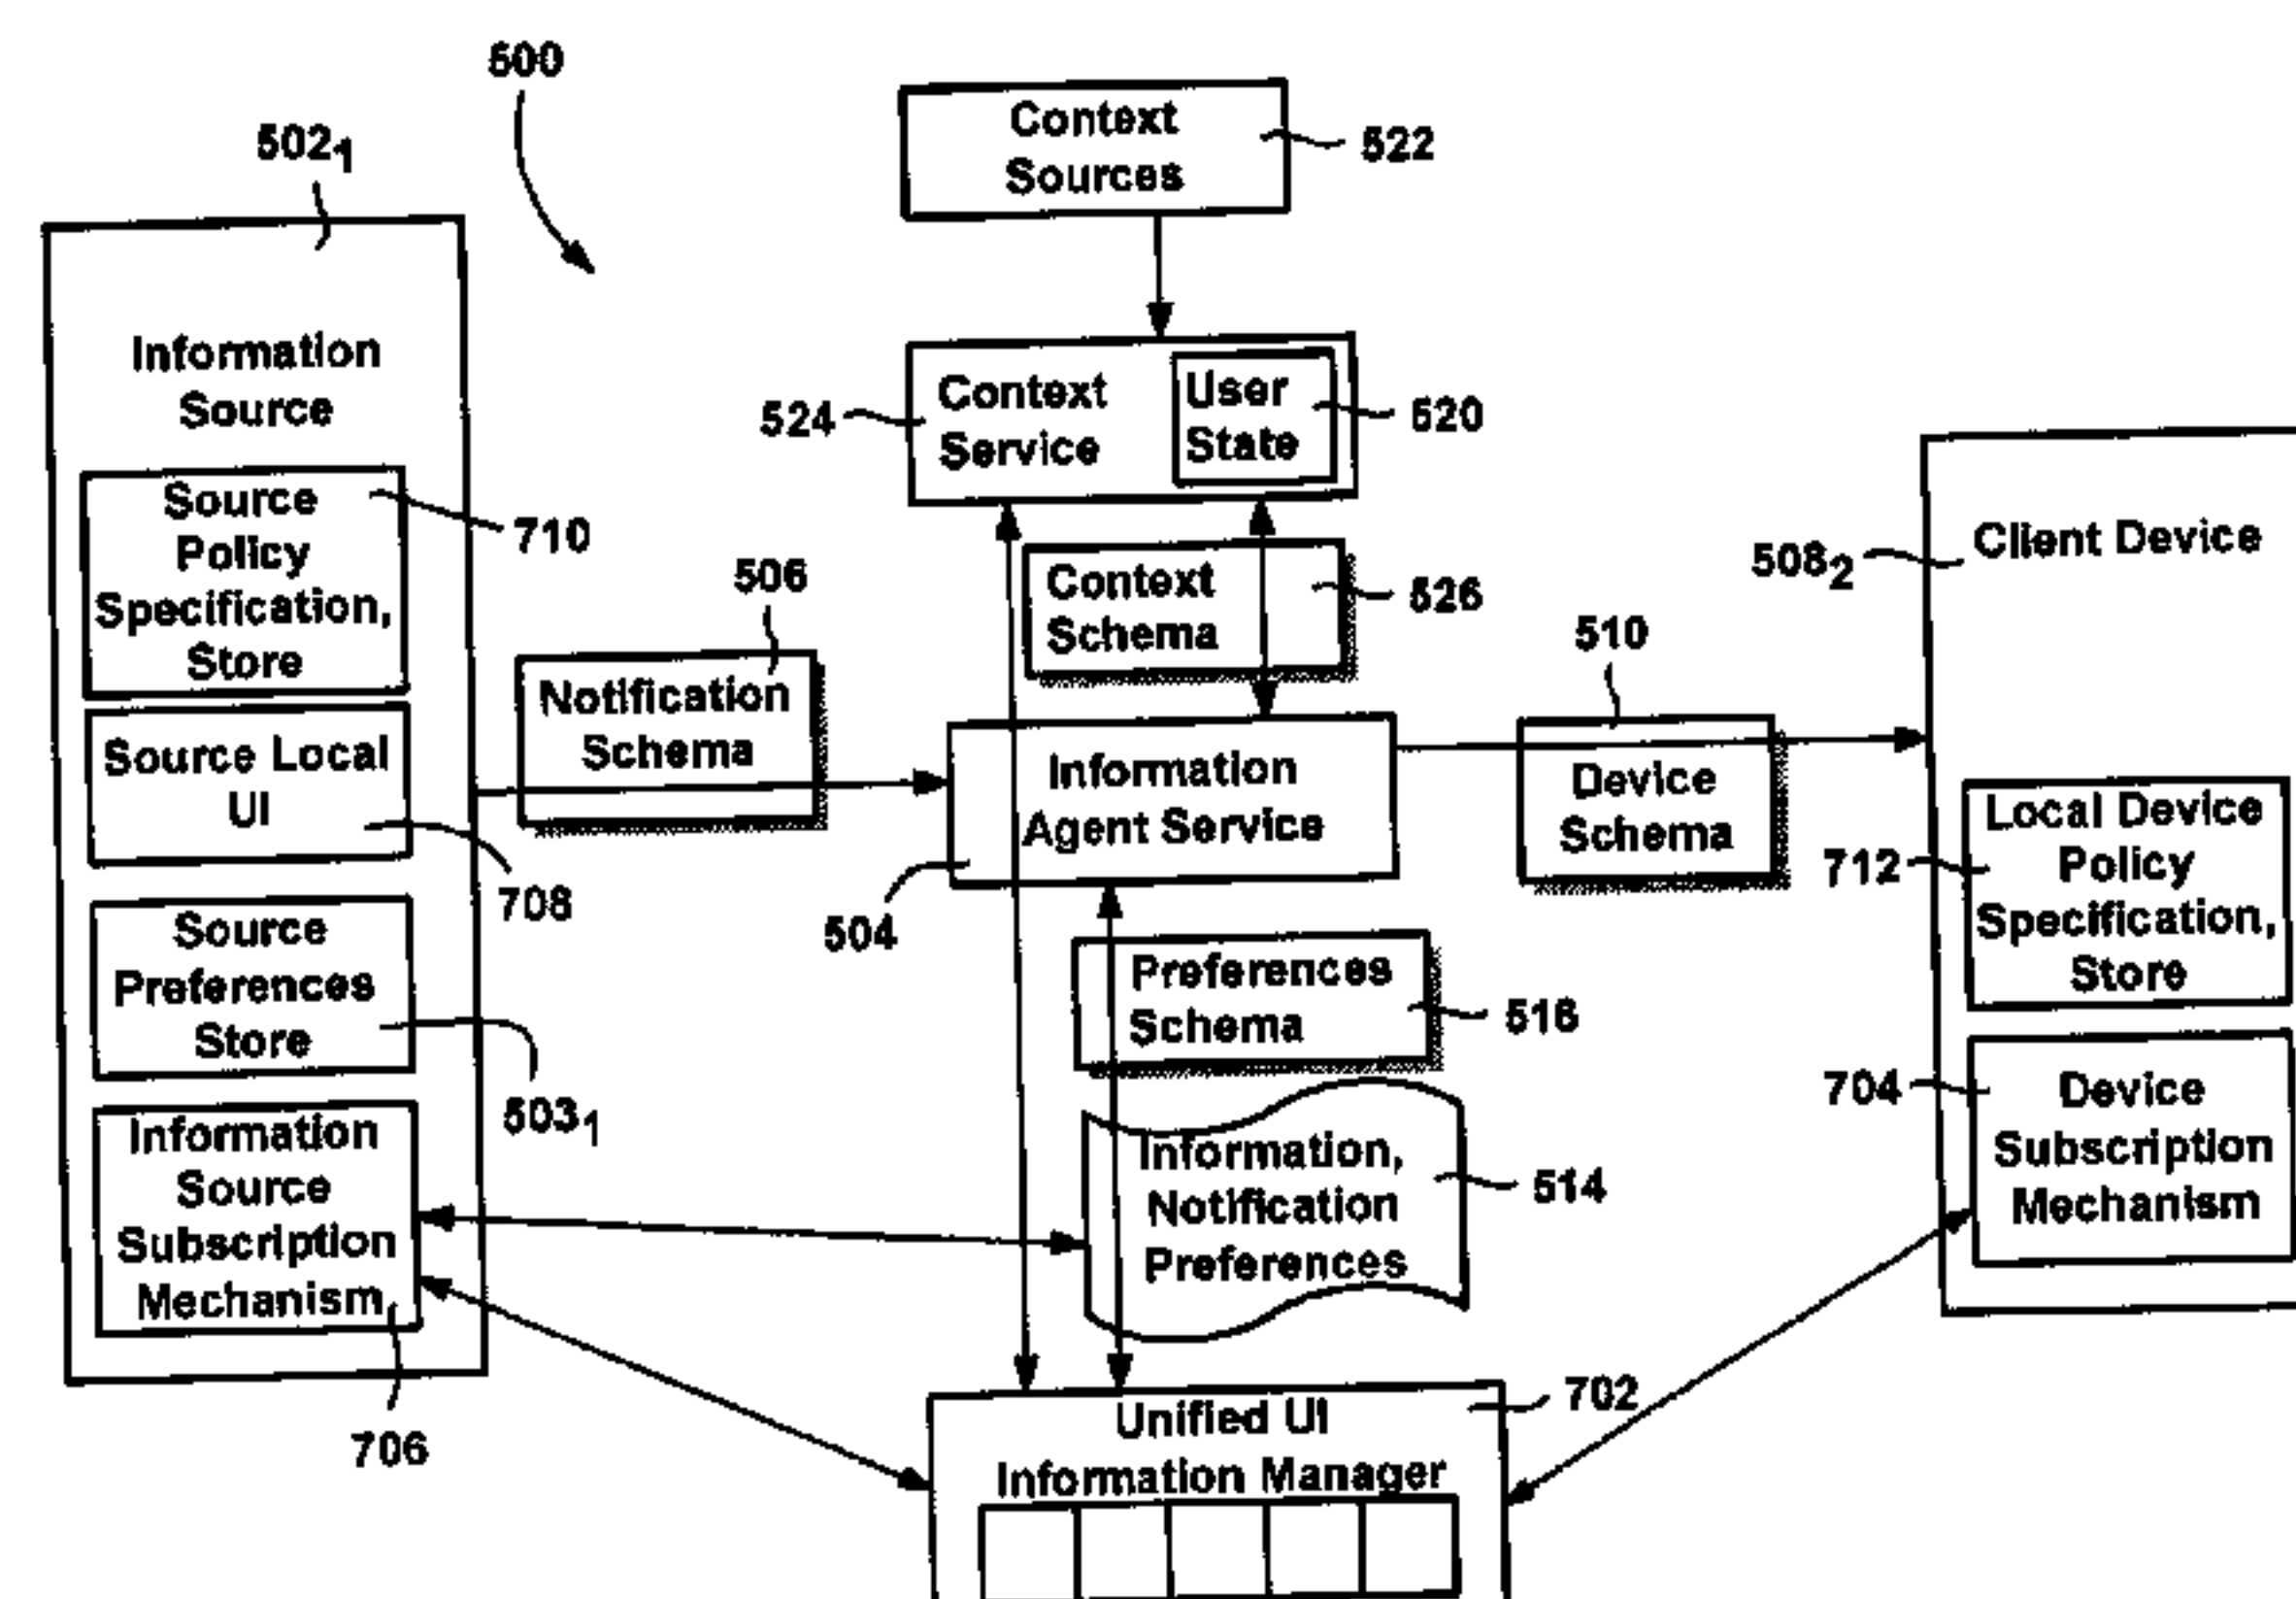 500
502₁
Information
Source
Source
Policy
Specification,
Store
710
Source Local
UI
708
Source
Preferences
Store
503₁
Information
Source
Subscription
Mechanism
706
Context
Sources
522
524
Context
Service
User
State
520
506
Notification
Schema
Context
Schema
526
Information
Agent Service
504
510
Device
Schema
Preferences
Schema
516
Information,
Notification
Preferences
514
Unified UI
Information Manager
702
508₂
Client Device
712
Local Device
Policy
Specification,
Store
704
Device
Subscription
Mechanism